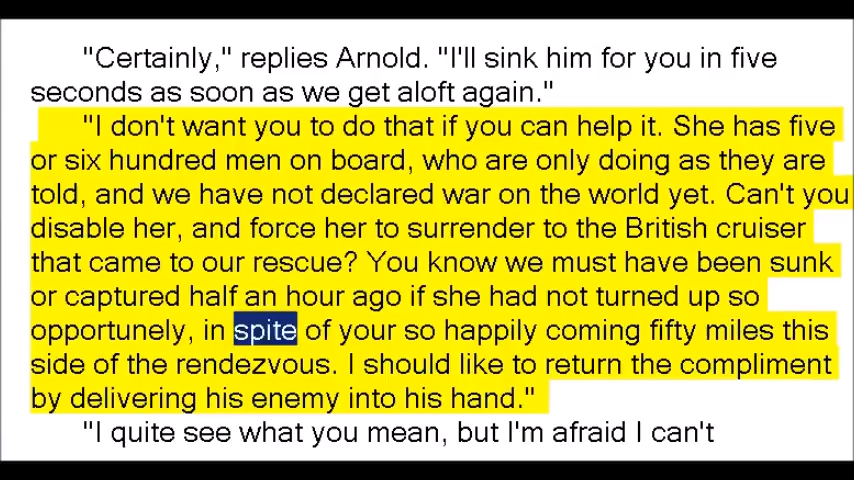 "Certainly," replies Arnold. "I'll sink him for you in five
seconds as soon as we get aloft again."
"I don't want you to do that if you can help it. She has five
or six hundred men on board, who are only doing as they are
told, and we have not declared war on the world yet. Can't you
disable her, and force her to surrender to the British cruiser
that came to our rescue? You know we must have been sunk
or captured half an hour ago if she had not turned up so
opportunely, in spite of your so happily coming fifty miles this
side of the rendezvous. I should like to return the compliment
by delivering his enemy into his hand."
"I quite see what you mean, but I'm afraid I can't